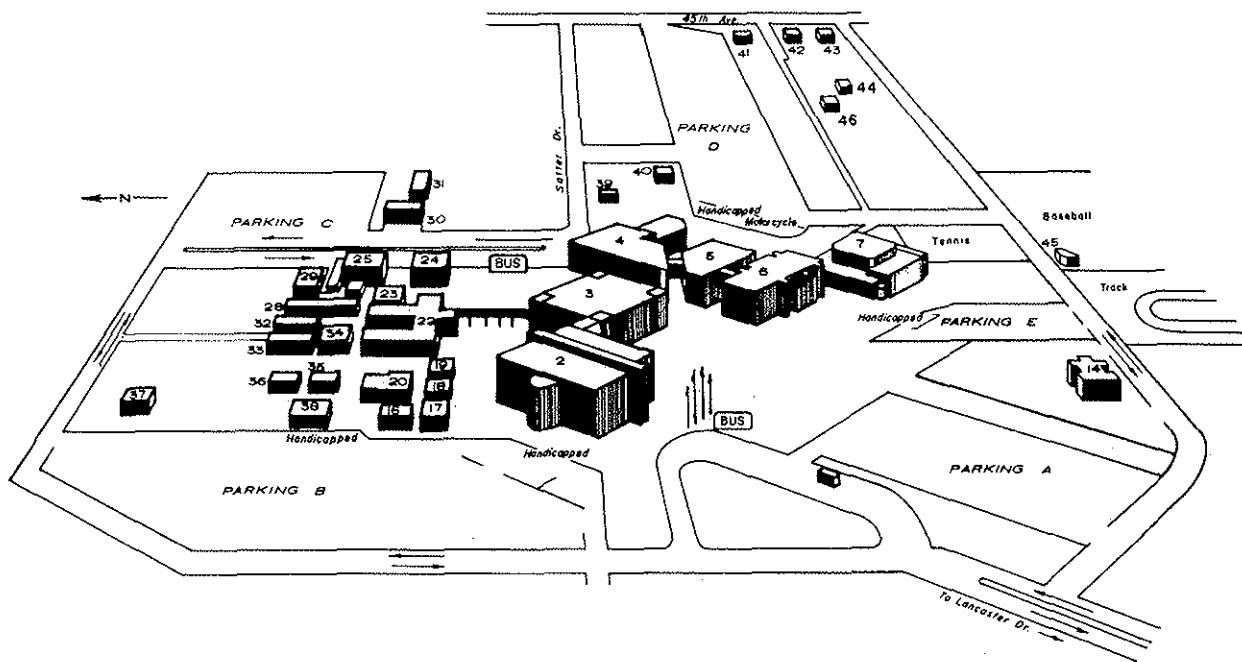 45th Ave.
41
42
43
44
46
PARKING
D
Satter Dr.
31
40
39
30
N
Handicapped
Motorcycle
PARKING C
Baseball
4
7
Tennis
45
5
25
24
BUS
6
29
23
3
Track
28
22
Handicapped
PARKING E
32
34
33
2
19
14
36
35
20
18
37
38
16
17
BUS
Handicapped
Handicapped
PARKING A
PARKING B
To Lancaster Dr.